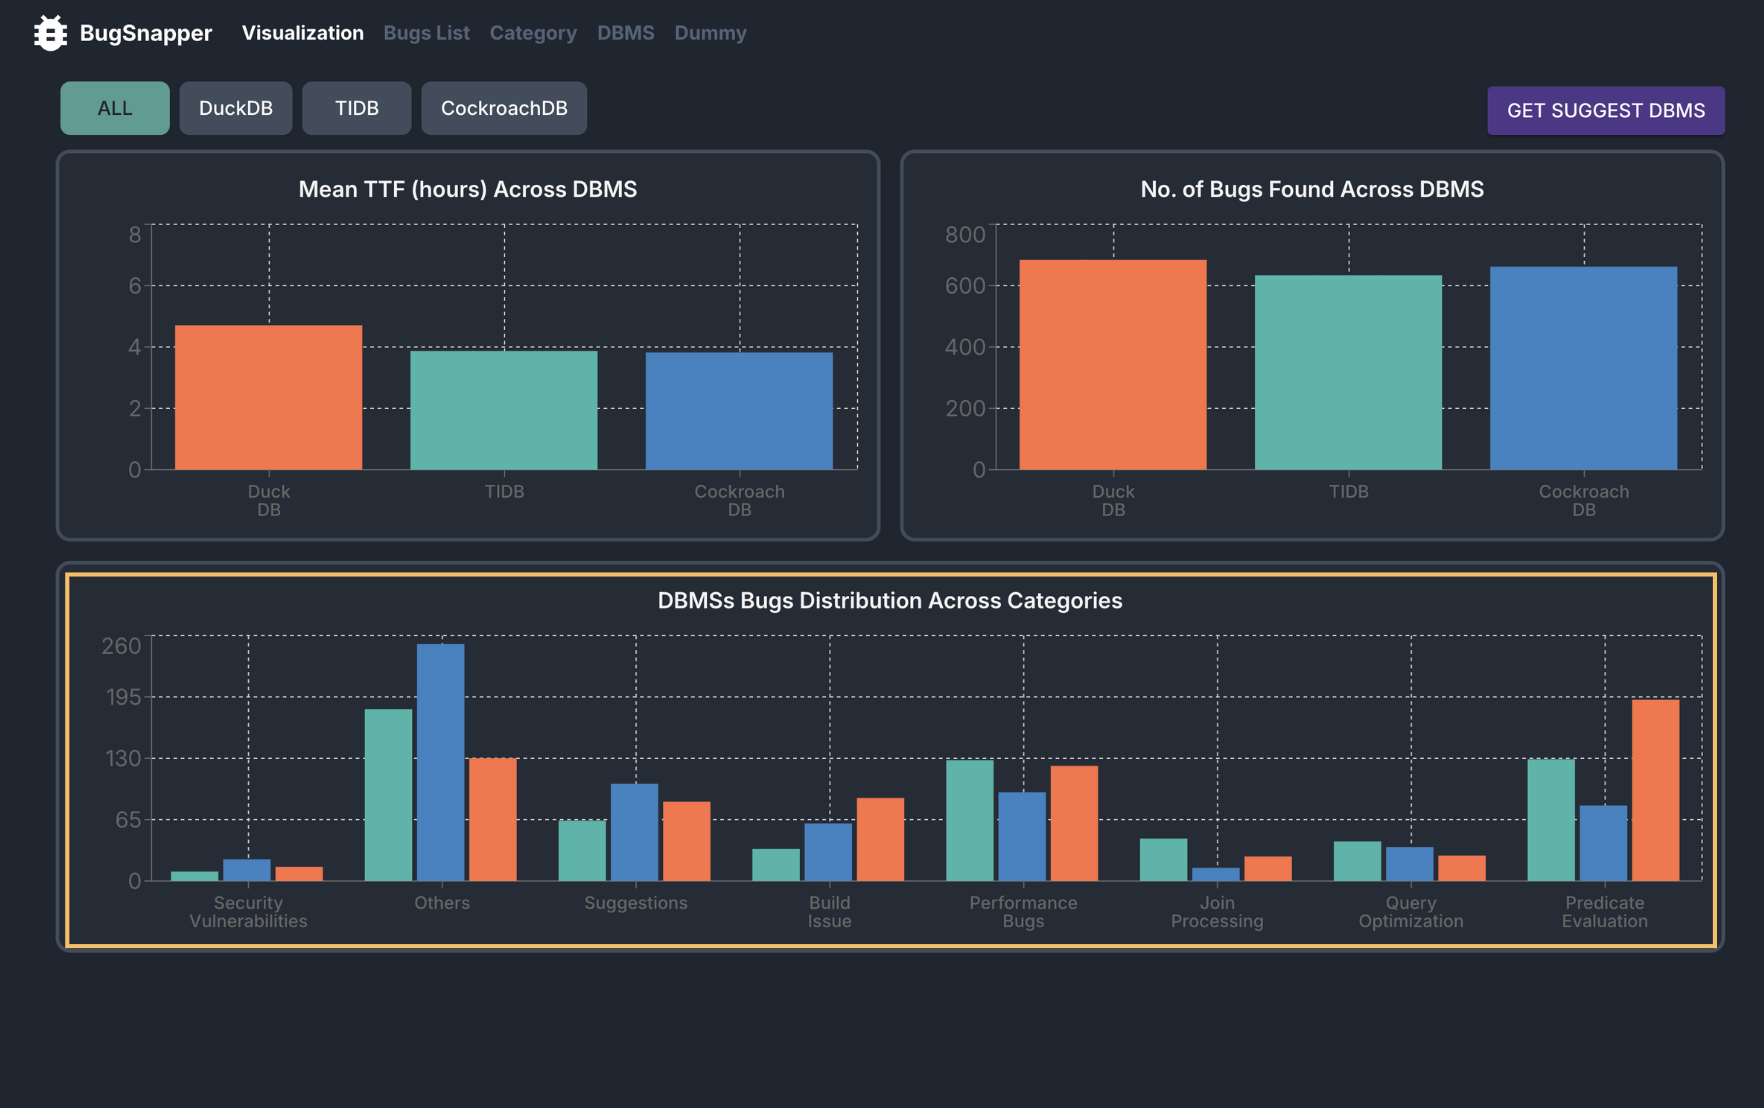 BugSnapper
Visualization
Bugs List
Category
DBMS
Dummy
ALL
DuckDB
TIDB
CockroachDB
GET SUGGEST DBMS
Mean TTF (hours) Across DBMS
8
6
4
2
0
Duck
DB
TIDB
Cockroach
DB
No. of Bugs Found Across DBMS
800
600
400
200
0
Duck
DB
TIDB
Cockroach
DB
DBMSs Bugs Distribution Across Categories
260
195
130
65
0
Security
Vulnerabilities
Others
Suggestions
Build
Issue
Performance
Bugs
Join
Processing
Query
Optimization
Predicate
Evaluation